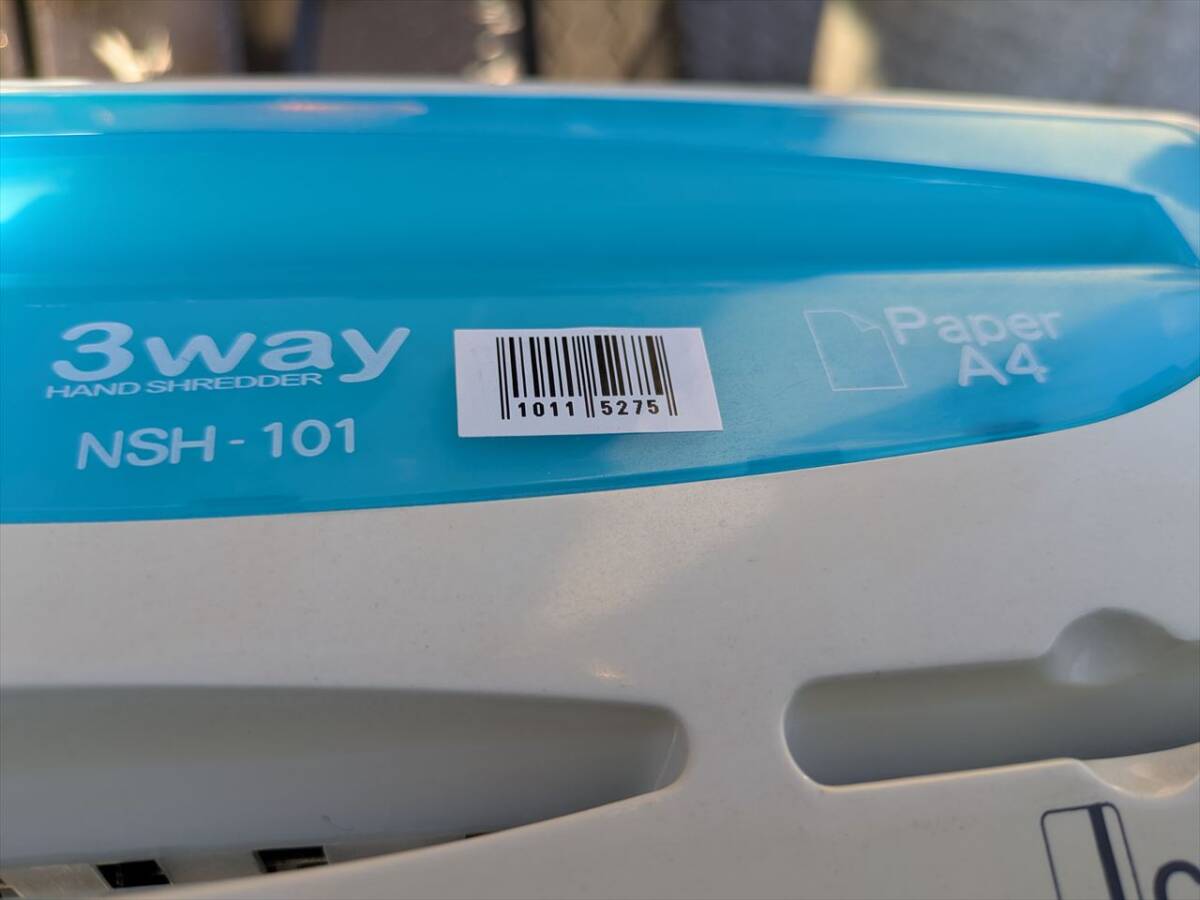 3way
HAND SHREDDER
NSH - 101
1011 5275
Paper
A4